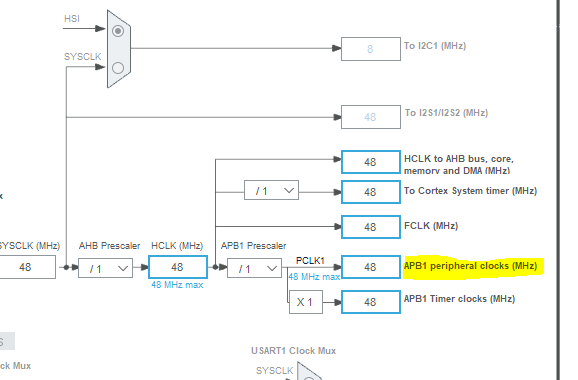 HSI
SYSCLK
8
To I2C1 (MHz)
48
To I2S1/I2S2 (MHz)
48
HCLK to AHB bus, core,
memory and DMA (MHz)
/ 1
48
To Cortex System timer (MHz)
48
FCLK (MHz)
SYSCLK (MHz)
AHB Prescaler
HCLK (MHz)
APB1 Prescaler
48
/ 1
48
/ 1
PCLK1
48
APB1 peripheral clocks (MHz)
48 MHz max
48 MHz max
X 1
48
APB1 Timer clocks (MHz)
S
ck Mux
USART1 Clock Mux
SYSCLK